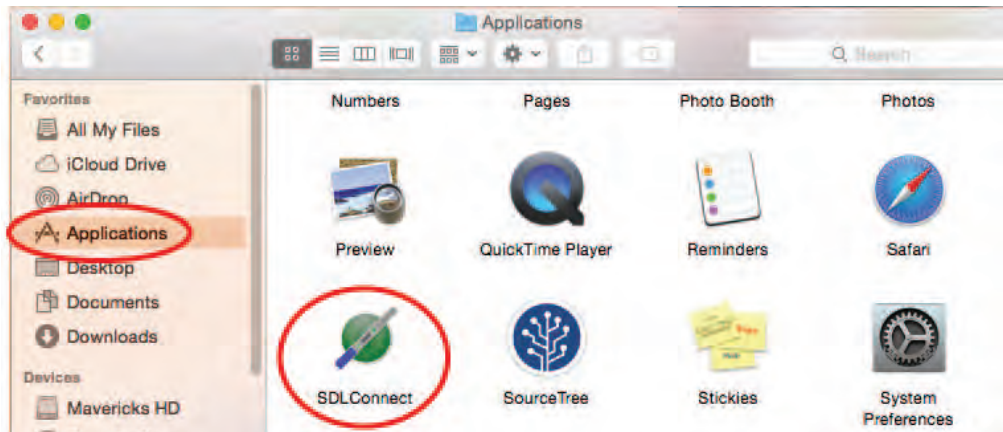 Applications
Search
Favorites
All My Files
iCloud Drive
AirDrop
Applications
Desktop
Documents
Downloads
Devices
Mavericks HD
Numbers
Pages
Photo Booth
Photos
Preview
QuickTime Player
Reminders
Safari
SDLConnect
SourceTree
Stickies
System
Preferences